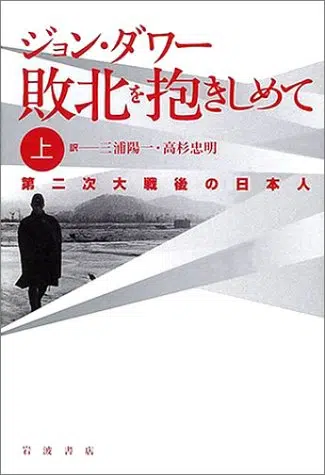 ジョン・ダワー
敗北を抱きしめて
上 訳──三浦陽一・高杉忠明
第二次大戦後の日本人
岩波書店